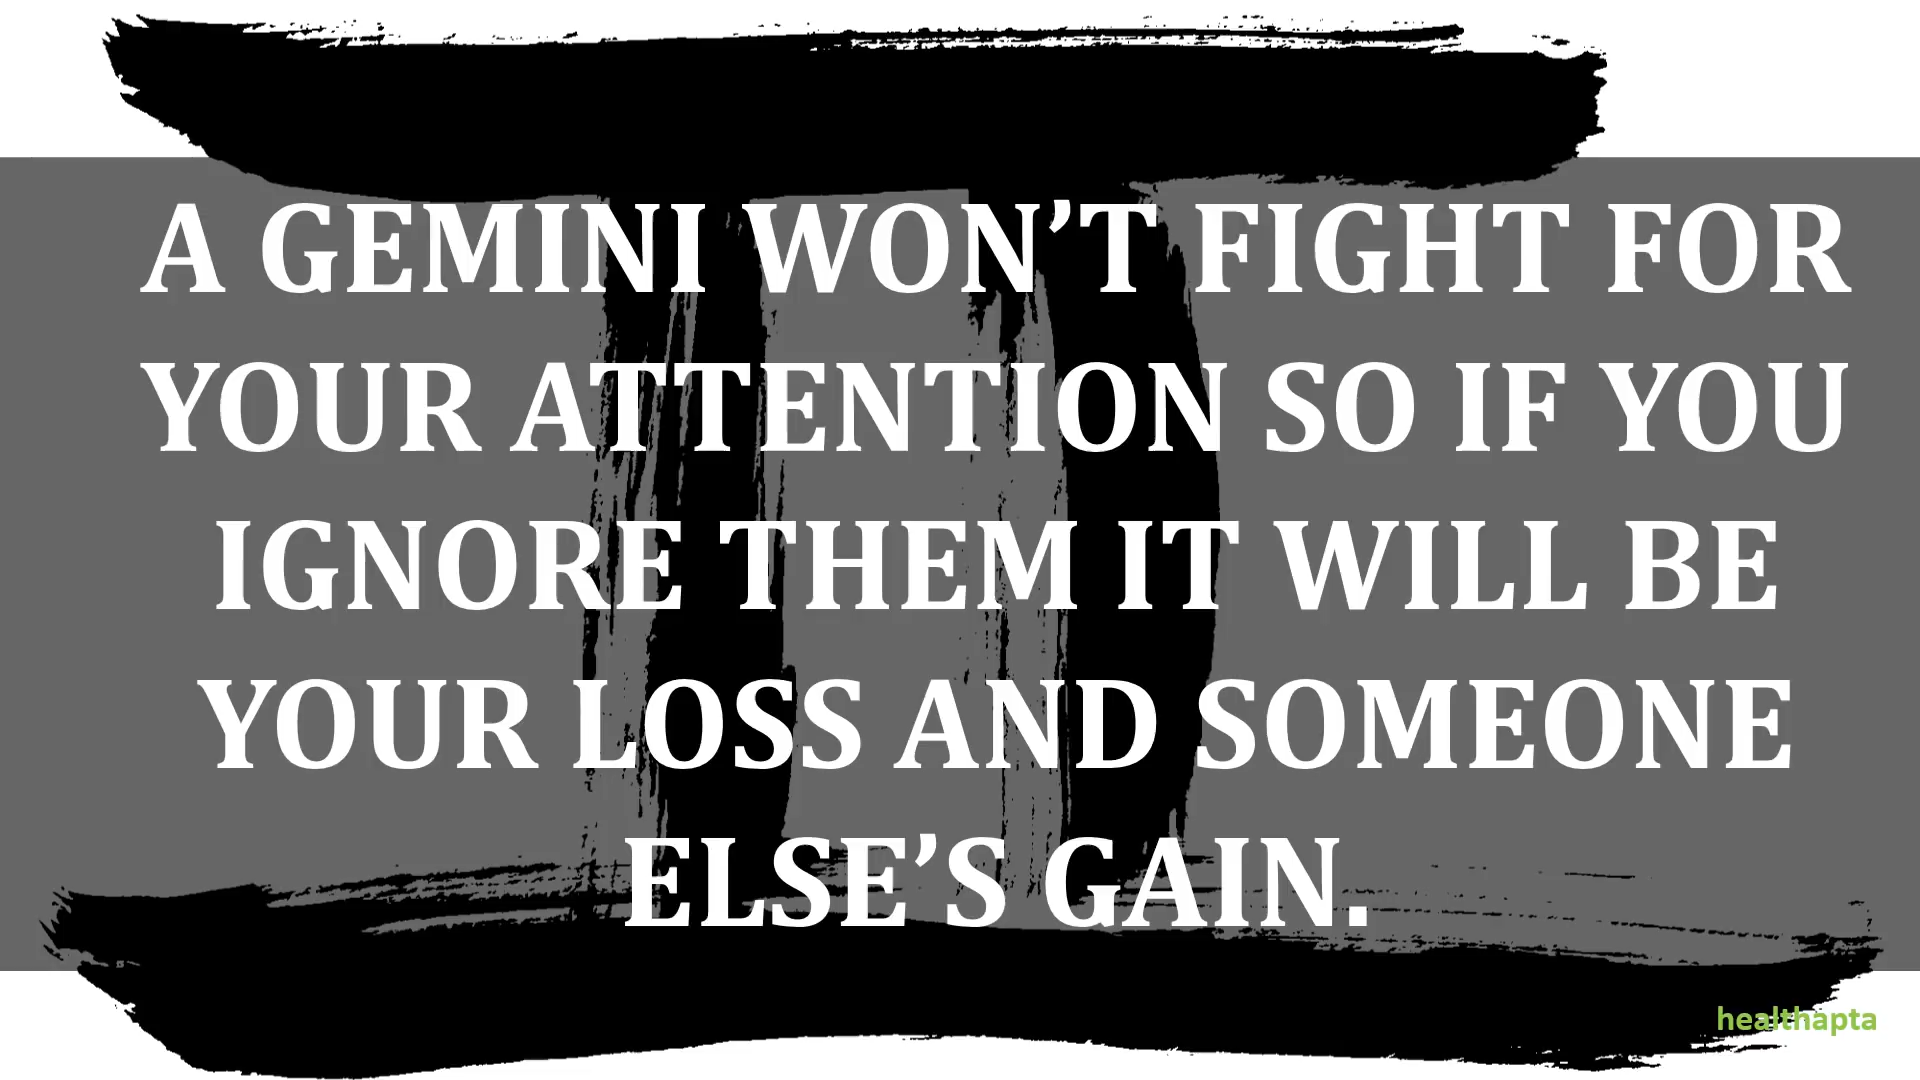 A GEMINI WON’T FIGHT FOR
YOUR ATTENTION SO IF YOU
IGNORE THEM IT WILL BE
YOUR LOSS AND SOMEONE
ELSE’S GAIN.
healthapta